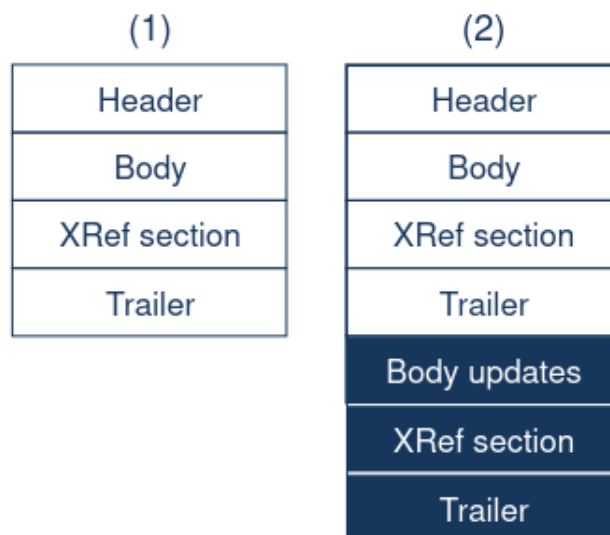 (1)
Header
Body
XRef section
Trailer
(2)
Header
Body
XRef section
Trailer
Body updates
XRef section
Trailer